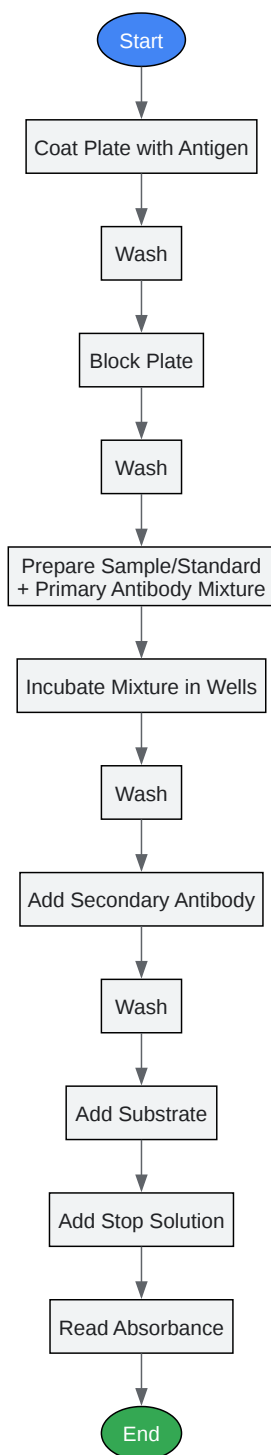 Start
Coat Plate with Antigen
Wash
Block Plate
Wash
Prepare Sample/Standard
+ Primary Antibody Mixture
Incubate Mixture in Wells
Wash
Add Secondary Antibody
Wash
Add Substrate
Add Stop Solution
Read Absorbance
End